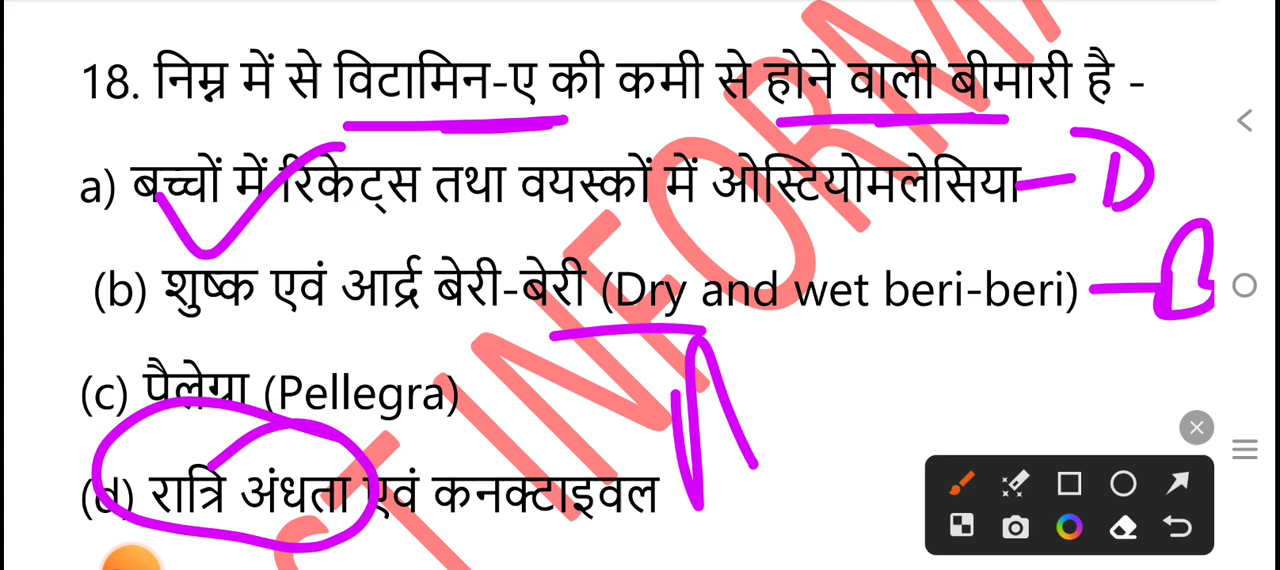 18. निम्न में से विटामिन-ए की कमी से होने वाली बीमारी है -
a) बच्चों में रिकेट्स तथा वयस्कों में ओस्टियोमलेसिया D
(b) शुष्क एवं आर्द्र बेरी-बेरी (Dry and wet beri-beri) B
(c) पैलेग्रा (Pellegra)
(d) रात्रि अंधता एवं कनक्टाइवल